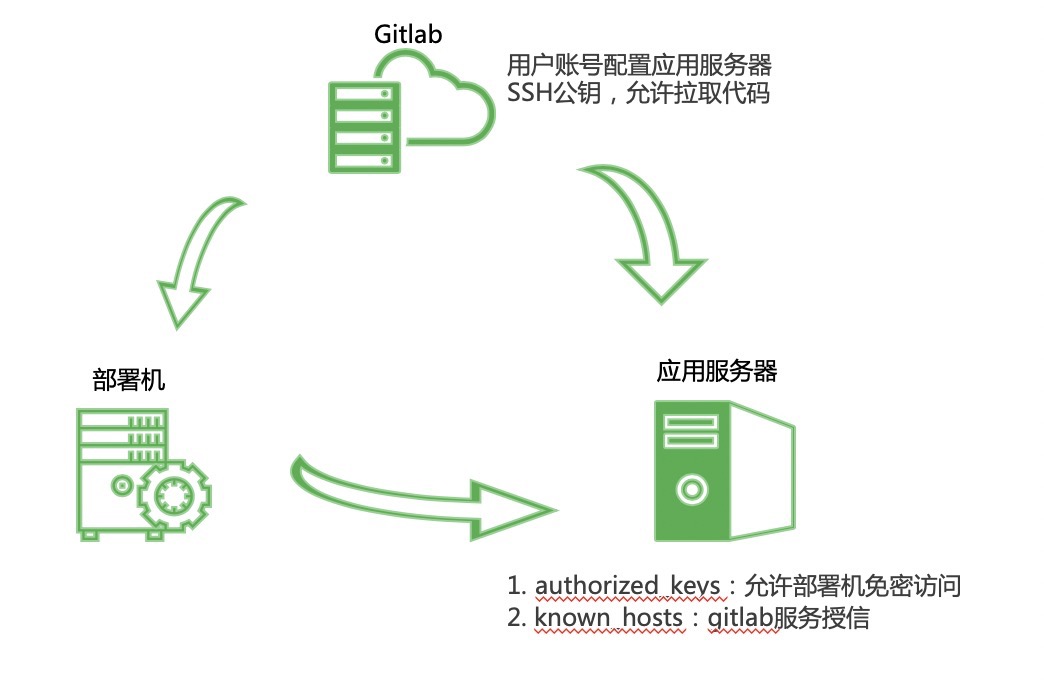 Gitlab
用户账号配置应用服务器
SSH公钥，允许拉取代码
部署机
应用服务器
1. authorized_keys：允许部署机免密访问
2. known_hosts：gitlab服务授信